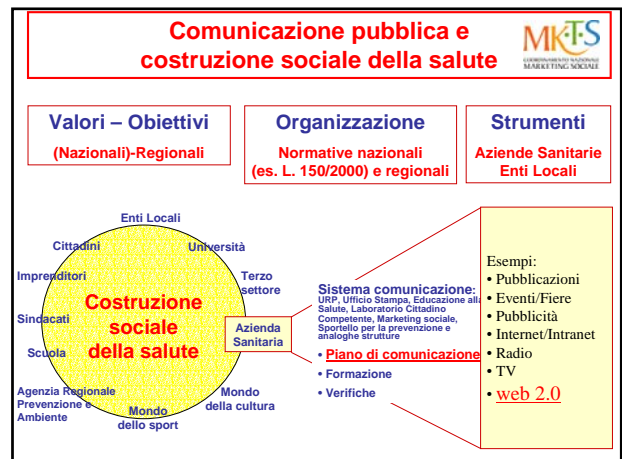 Comunicazione pubblica e
costruzione sociale della salute
MKTS
COORDINAMENTO NAZIONALE
MARKETING SOCIALE
Valori – Obiettivi
(Nazionali)-Regionali
Organizzazione
Normative nazionali
(es. L. 150/2000) e regionali
Strumenti
Aziende Sanitarie
Enti Locali
Enti Locali
Cittadini
Università
Imprenditori
Terzo
settore
Sindacati
Costruzione
sociale
della salute
Azienda
Sanitaria
Scuola
Agenzia Regionale
Prevenzione e
Ambiente
Mondo
dello sport
Mondo
della cultura
Sistema comunicazione:
URP, Ufficio Stampa, Educazione alla
Salute, Laboratorio Cittadino
Competente, Marketing sociale,
Sportello per la prevenzione e
analoghe strutture
• Piano di comunicazione
• Formazione
• Verifiche
Esempi:
• Pubblicazioni
• Eventi/Fiere
• Pubblicità
• Internet/Intranet
• Radio
• TV
• web 2.0